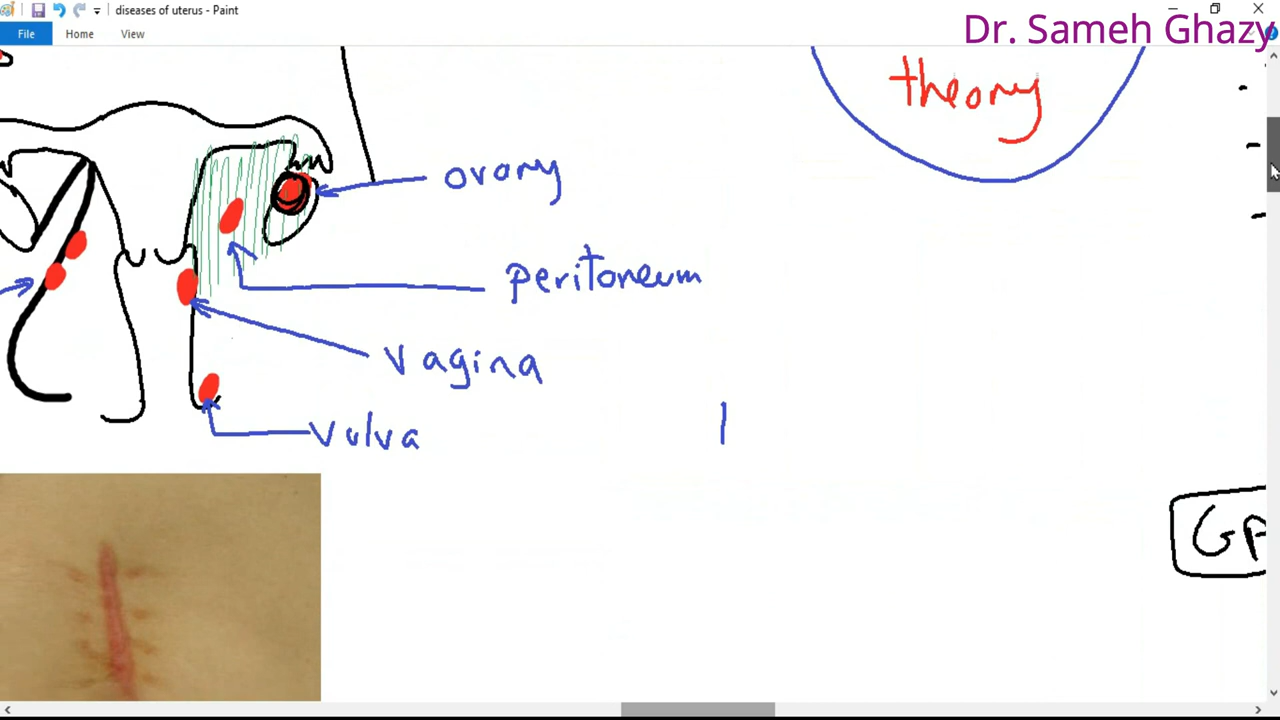 diseases of uterus - Paint
Dr. Sameh Ghazy
File Home View
theory
ovary
peritoneum
vagina
vulva